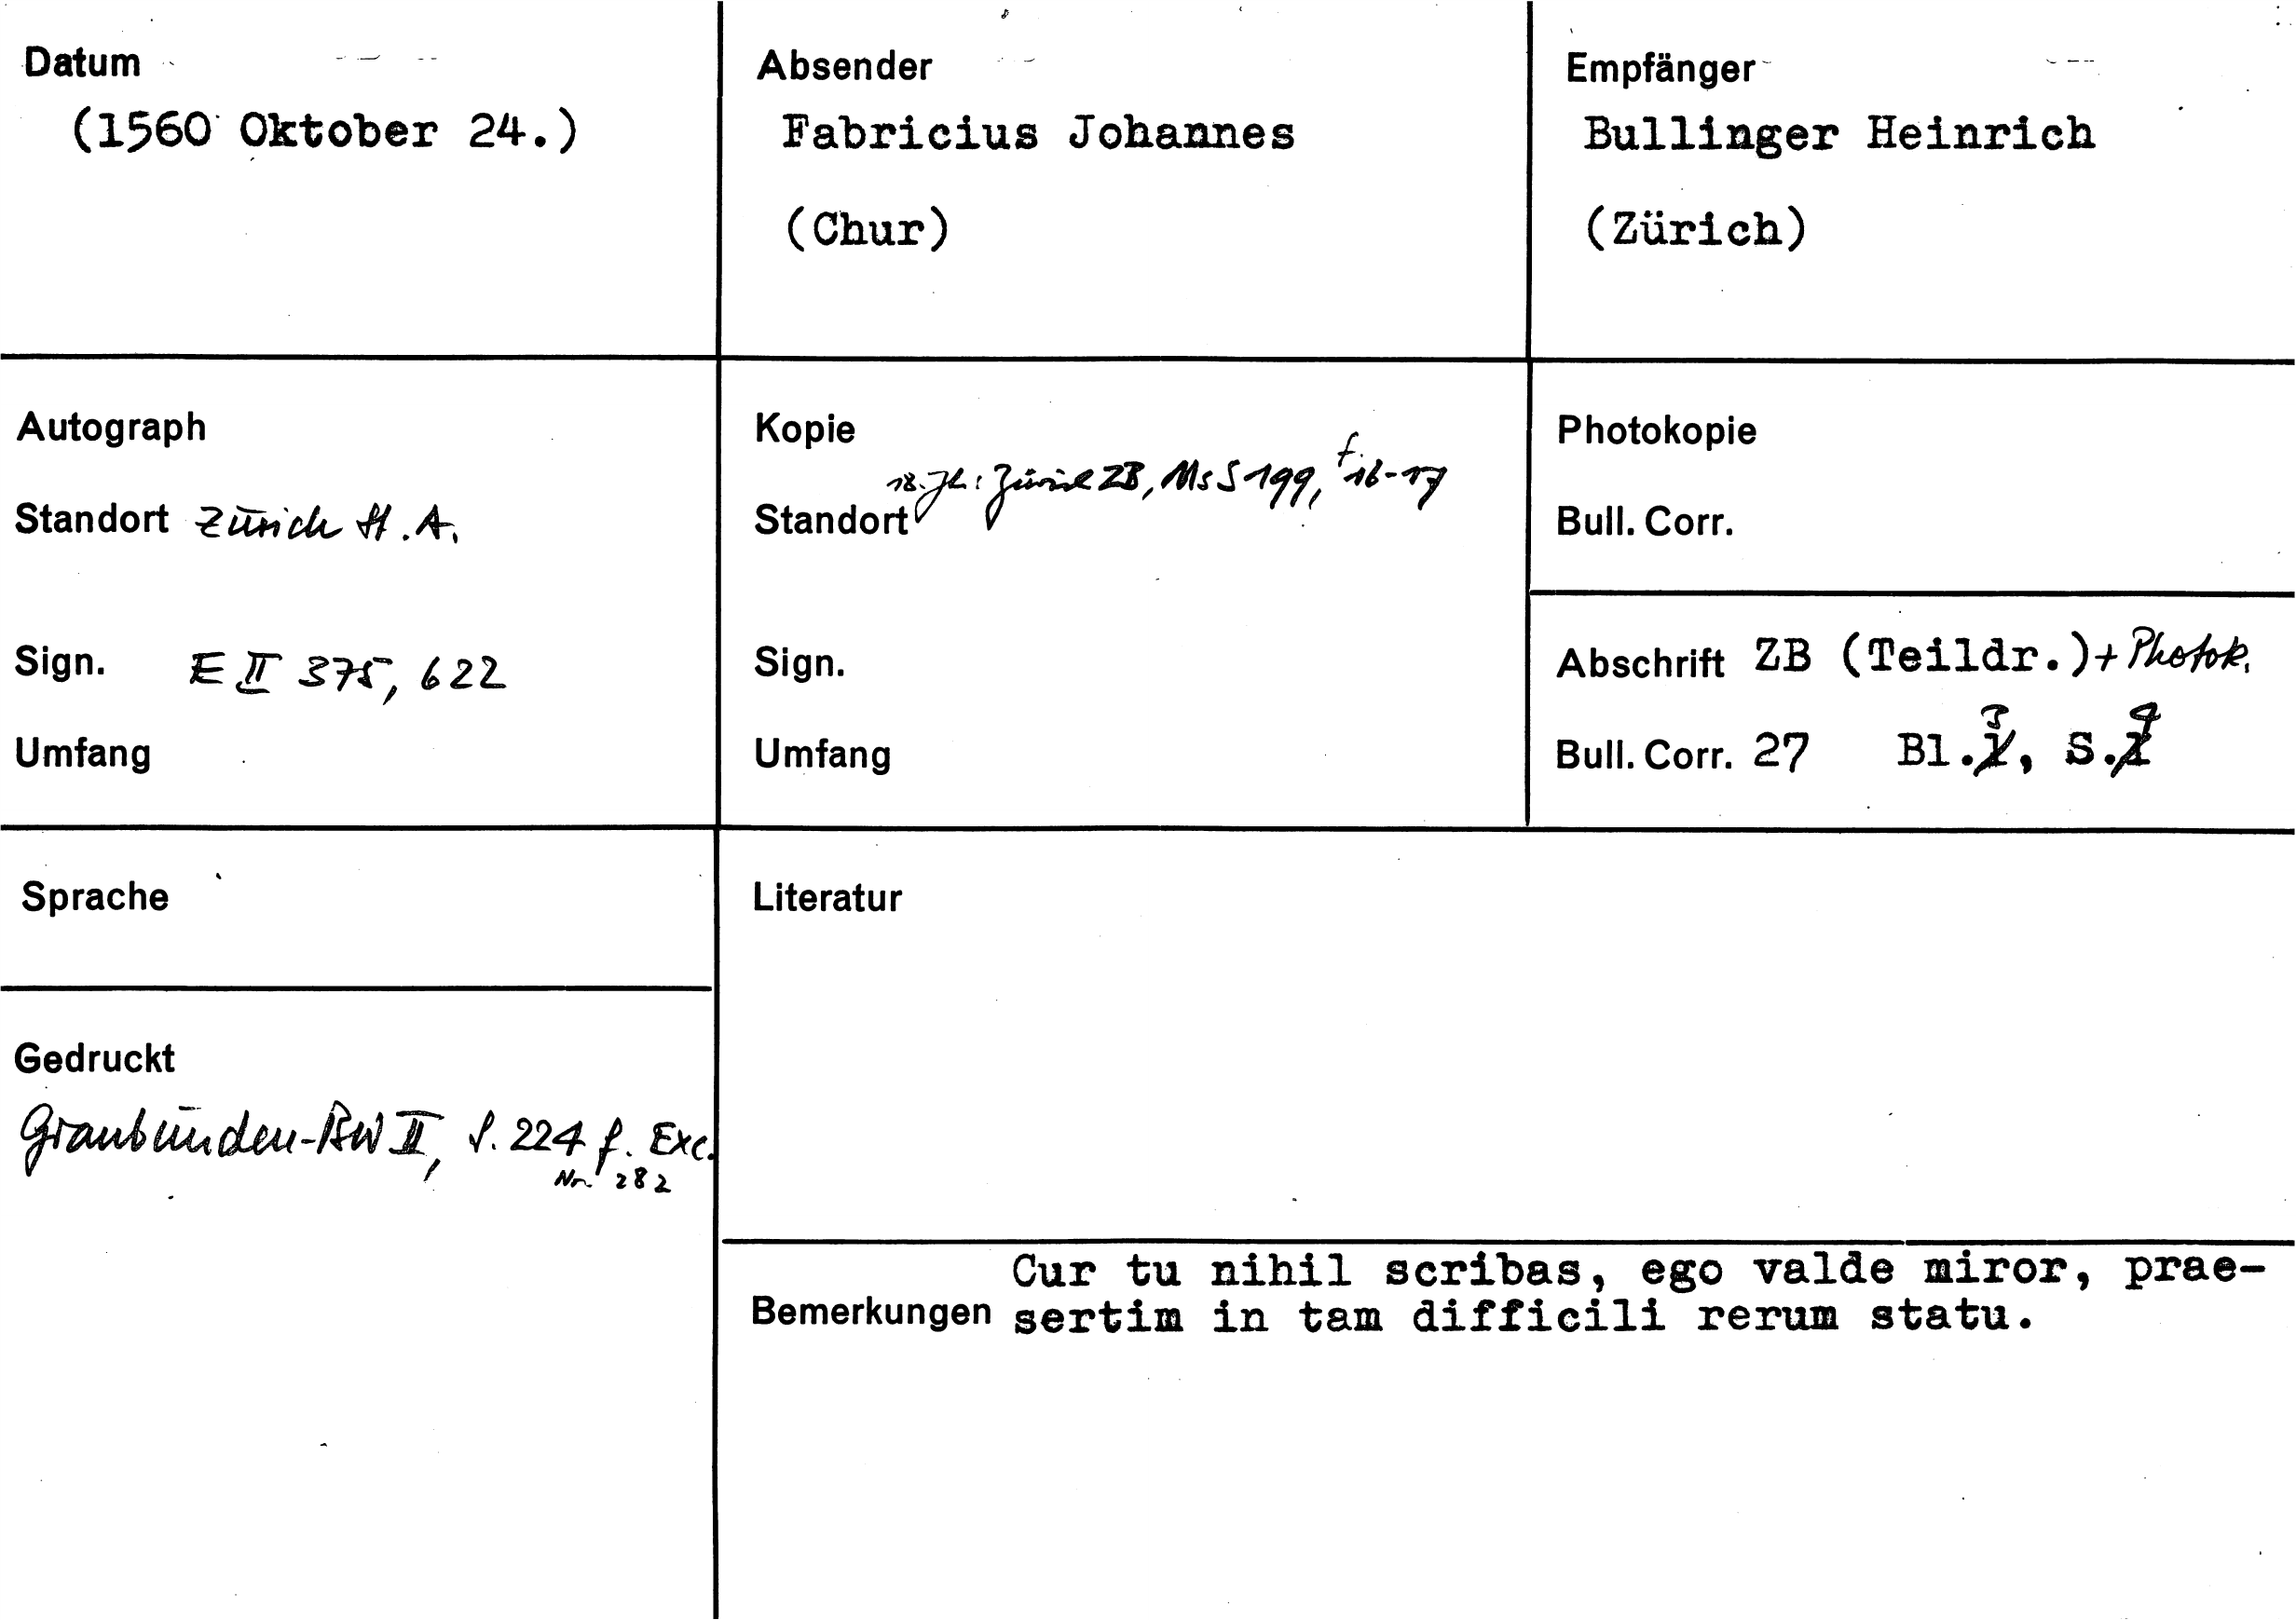 Datum
(1560 Oktober 24.)
Absender
Fabricius Johannes
(Chur)
Empfänger
Bullinger Heinrich
(Zürich)
Autograph
Standort Zürich St.A.
Sign. E II 375, 622
Umfang
Kopie
18. Jh.: Zürich ZB, Ms S 199, f. 16-17
Standort
Sign.
Umfang
Photokopie
Bull. Corr.
Abschrift ZB (Teildr.) + Photok.
Bull. Corr. 27 Bl. 3, S. 4
Sprache
Gedruckt
Graubünden-BW II, S. 224 f. Exc.
Nr. 282
Literatur
Bemerkungen
Cur tu nihil scribas, ego valde miror, prae-
sertim in tam difficili rerum statu.